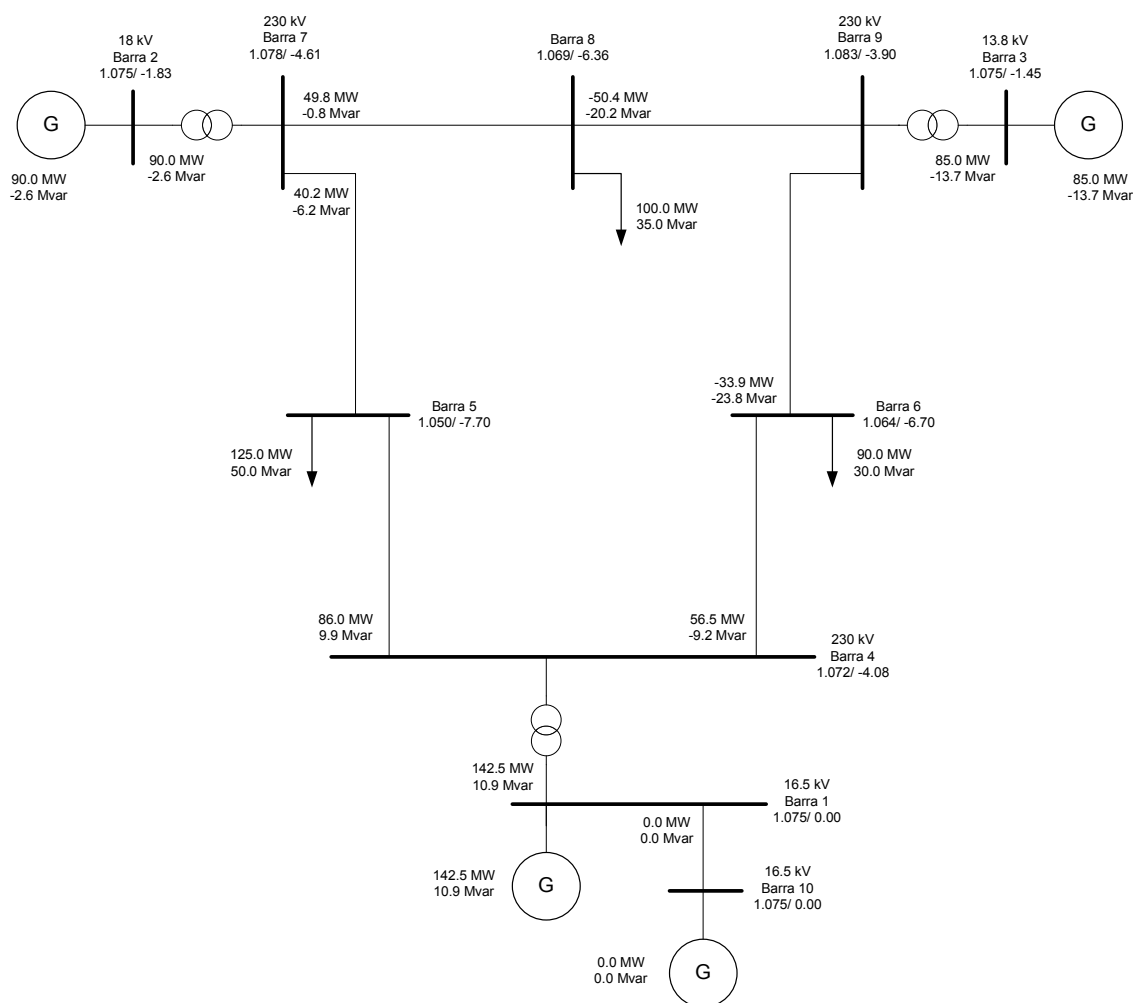 18 kV
Barra 2
1.075/ -1.83
230 kV
Barra 7
1.078/ -4.61
Barra 8
1.069/ -6.36
230 kV
Barra 9
1.083/ -3.90
13.8 kV
Barra 3
1.075/ -1.45
G
90.0 MW
-2.6 Mvar
90.0 MW
-2.6 Mvar
49.8 MW
-0.8 Mvar
40.2 MW
-6.2 Mvar
-50.4 MW
-20.2 Mvar
100.0 MW
35.0 MVar
85.0 MW
-13.7 MVar
G
85.0 MW
-13.7 MVar
Barra 5
1.050/ -7.70
125.0 MW
50.0 Mvar
-33.9 MW
-23.8 Mvar
Barra 6
1.064/ -6.70
90.0 MW
30.0 Mvar
86.0 MW
9.9 Mvar
56.5 MW
-9.2 Mvar
230 kV
Barra 4
1.072/ -4.08
142.5 MW
10.9 Mvar
16.5 kV
Barra 1
1.075/ 0.00
0.0 MW
0.0 Mvar
142.5 MW
10.9 Mvar
G
16.5 kV
Barra 10
1.075/ 0.00
0.0 MW
0.0 Mvar
G